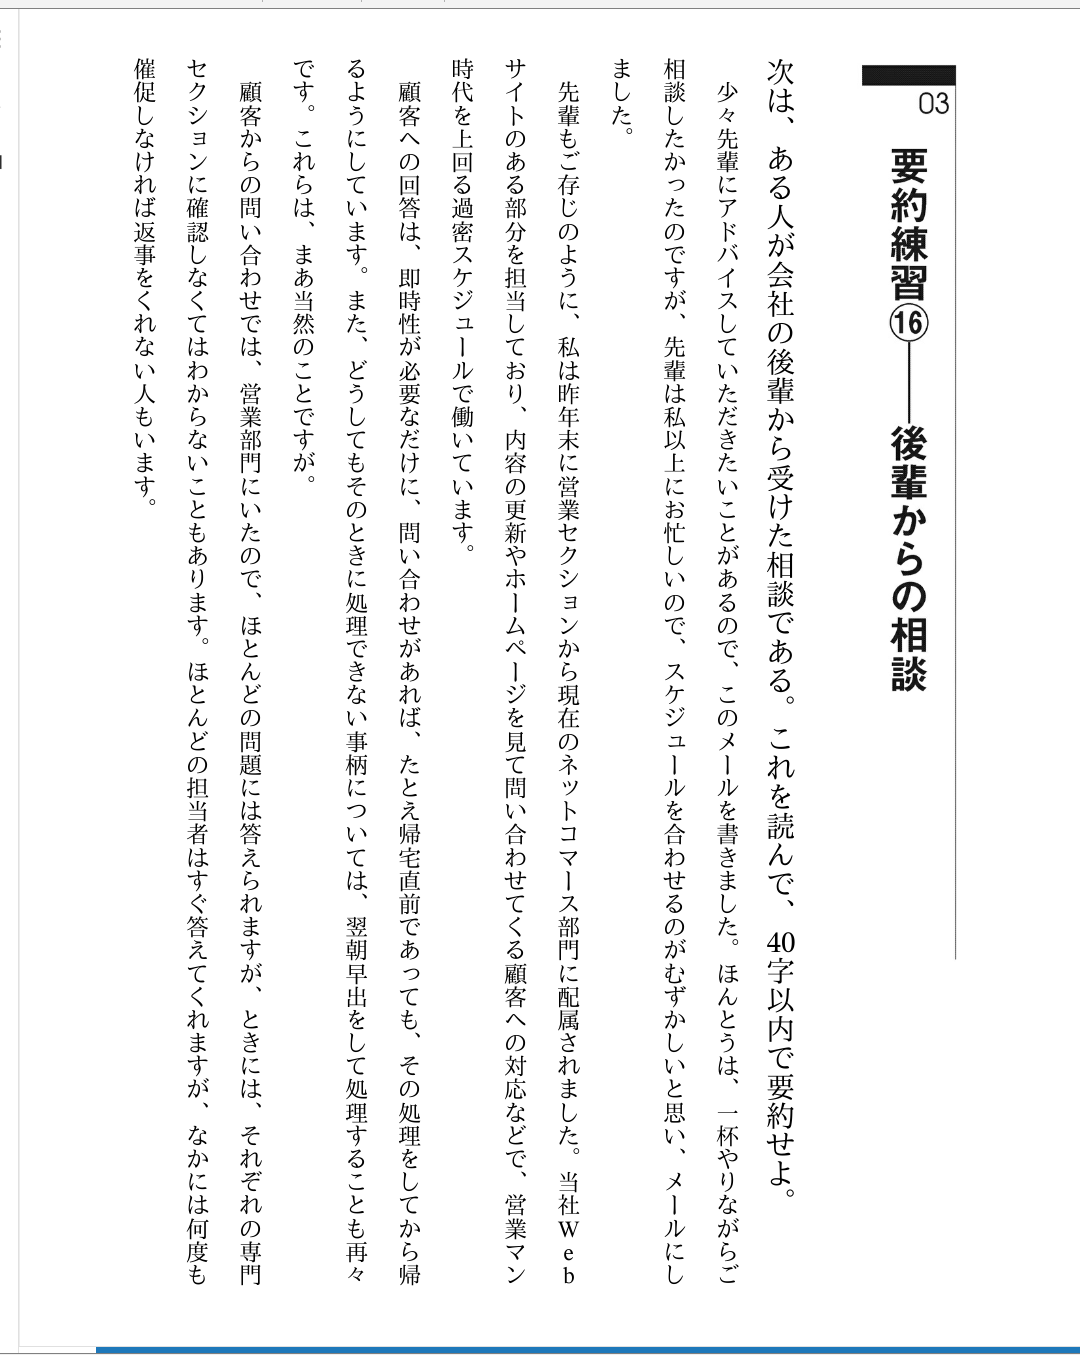 03
要約練習⑯――後輩からの相談
次は、ある人が会社の後輩から受けた相談である。これを読んで、40字以内で要約せよ。
少々先輩にアドバイスしていただきたいことがあるので、このメールを書きました。ほんとうは、一杯やりながらご
相談したかったのですが、先輩は私以上にお忙しいので、スケジュールを合わせるのがむずかしいと思い、メールにし
ました。
先輩もご存じのように、私は昨年末に営業セクションから現在のネットコマース部門に配属されました。当社Web
サイトのある部分を担当しており、内容の更新やホームページを見て問い合わせてくる顧客への対応などで、営業マン
時代を上回る過密スケジュールで働いています。
顧客への回答は、即時性が必要なだけに、問い合わせがあれば、たとえ帰宅直前であっても、その処理をしてから帰
るようにしています。また、どうしてもそのときに処理できない事柄については、翌朝早出をして処理することも再々
です。これらは、まあ当然のことですが。
顧客からの問い合わせでは、営業部門にいたので、ほとんどの問題には答えられますが、ときには、それぞれの専門
セクションに確認しなくてはわからないこともあります。ほとんどの担当者はすぐ答えてくれますが、なかには何度も
催促しなければ返事をくれない人もいます。